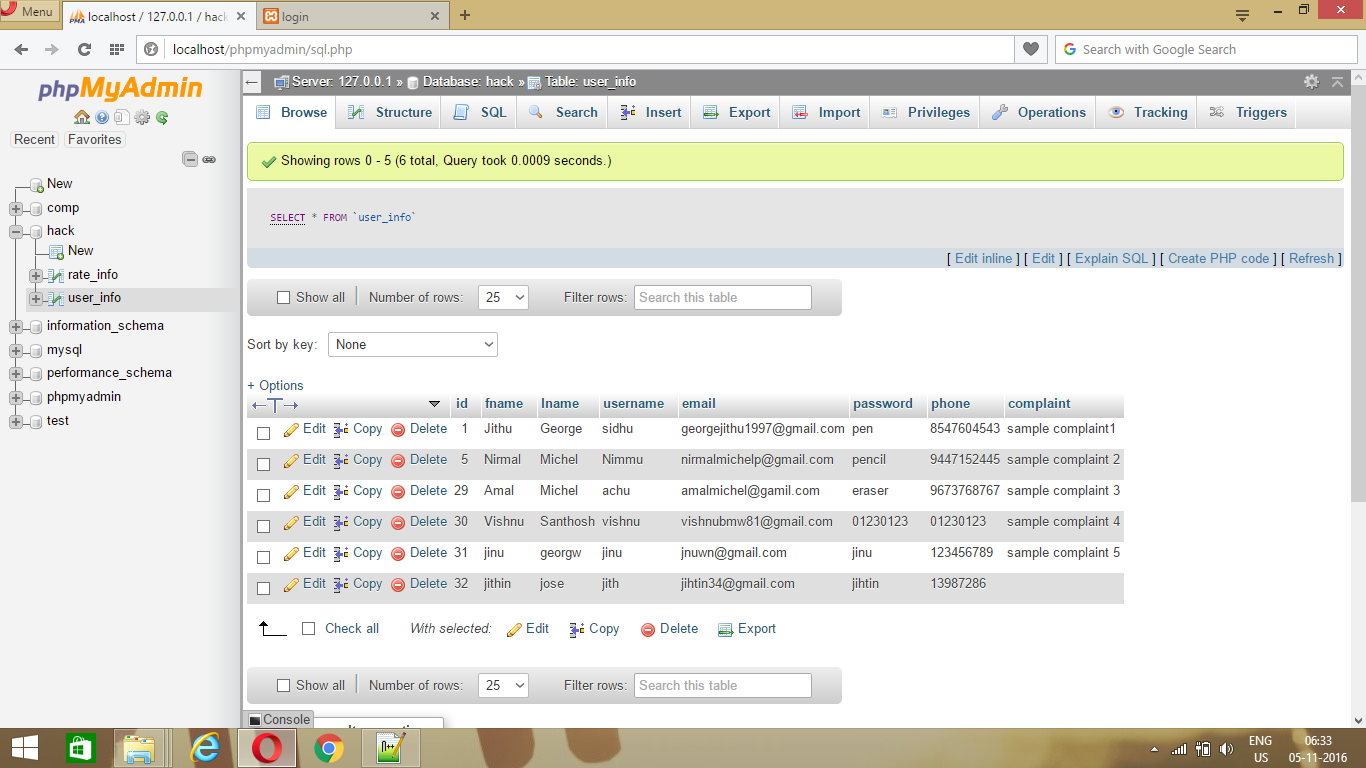 Menu
localhost / 127.0.0.1 / hack
login
localhost/phpmyadmin/sql.php
Search with Google Search
phpMyAdmin
Recent Favorites
New
comp
hack
New
rate_info
user_info
information_schema
mysql
performance_schema
phpmyadmin
test
Server: 127.0.0.1 » Database: hack » Table: user_info
Browse Structure SQL Search Insert Export Import Privileges Operations Tracking Triggers
Showing rows 0 - 5 (6 total, Query took 0.0009 seconds.)
SELECT * FROM `user_info`
[ Edit inline ] [ Edit ] [ Explain SQL ] [ Create PHP code ] [ Refresh ]
Show all Number of rows: 25 Filter rows: Search this table
Sort by key: None
+ Options
id fname lname username email password phone complaint
Edit Copy Delete 1 Jithu George sidhu georgejithu1997@gmail.com pen 8547604543 sample complaint1
Edit Copy Delete 5 Nirmal Michel Nimmu nirmalmichelp@gmail.com pencil 9447152445 sample complaint 2
Edit Copy Delete 29 Amal Michel achu amalmichel@gamil.com eraser 9673768767 sample complaint 3
Edit Copy Delete 30 Vishnu Santhosh vishnu vishnubmw81@gmail.com 01230123 01230123 sample complaint 4
Edit Copy Delete 31 jinu georgw jinu jnuwn@gmail.com jinu 123456789 sample complaint 5
Edit Copy Delete 32 jithin jose jith jihtin34@gmail.com jihtin 13987286
Check all With selected: Edit Copy Delete Export
Show all Number of rows: 25 Filter rows: Search this table
Console
ENG 06:33
US 05-11-2016